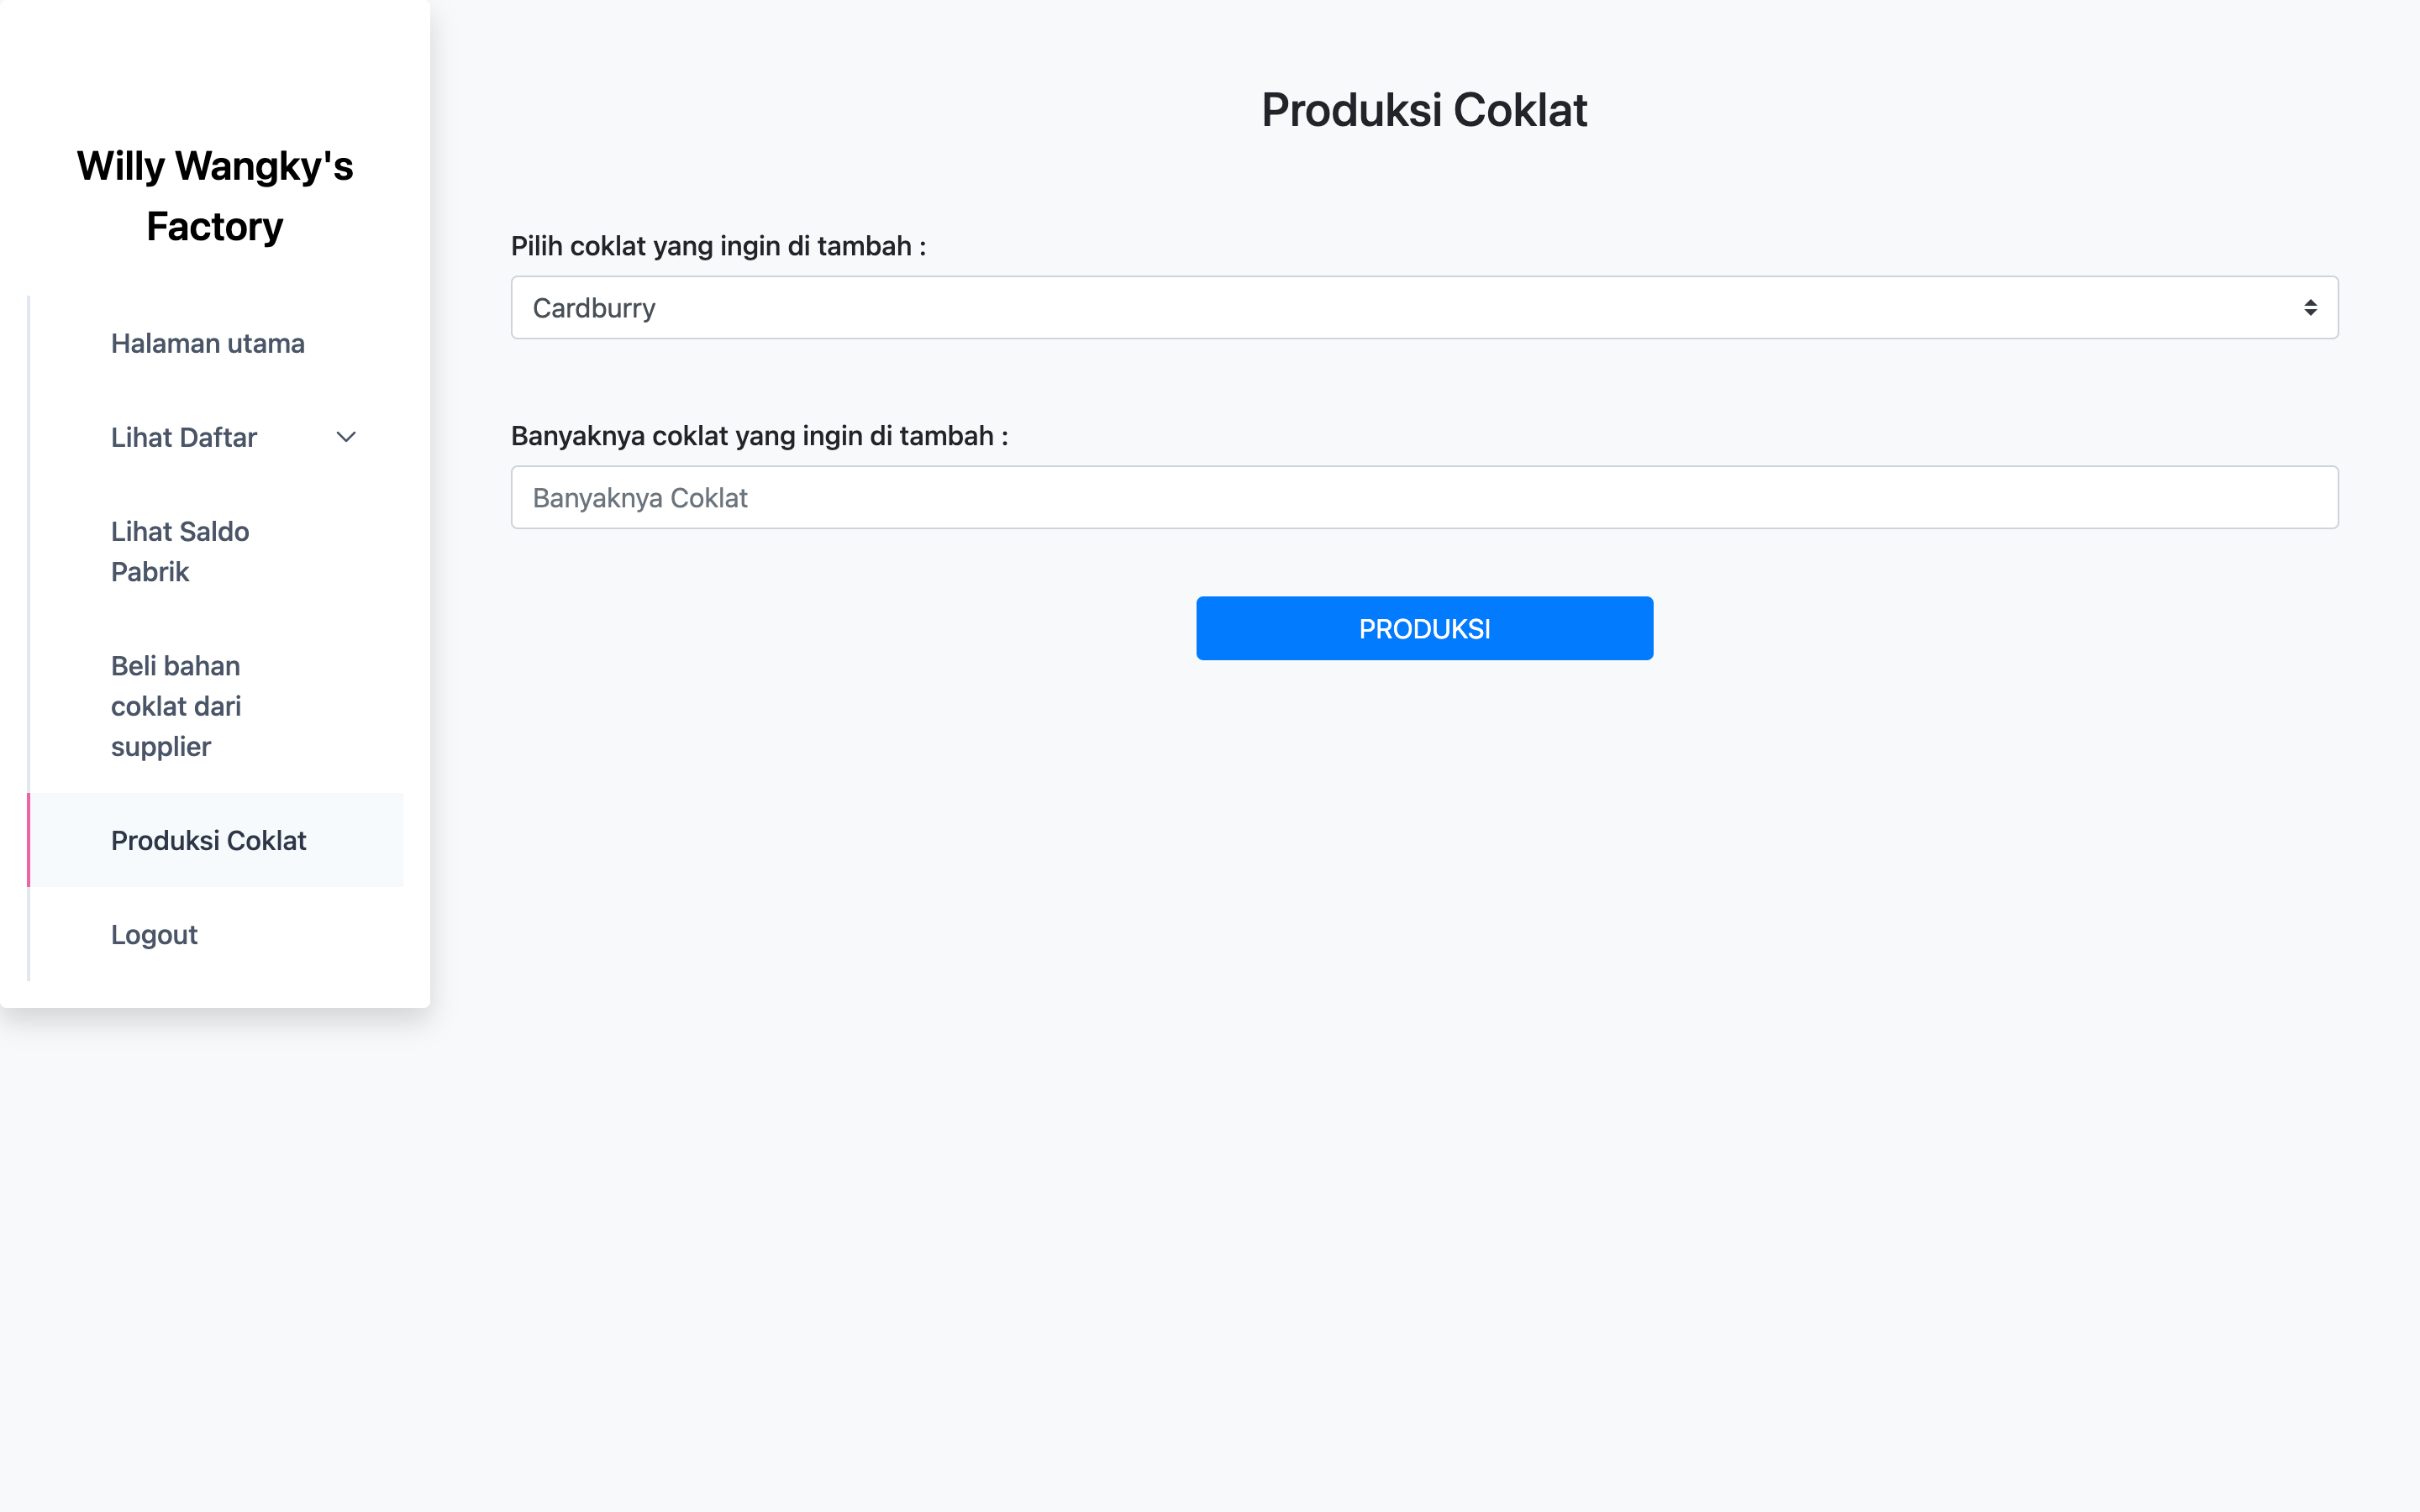 Willy Wangky's
Factory
Halaman utama
Lihat Daftar
Lihat Saldo
Pabrik
Beli bahan
coklat dari
supplier
Produksi Coklat
Logout
Produksi Coklat
Pilih coklat yang ingin di tambah :
Cardburry
Banyaknya coklat yang ingin di tambah :
Banyaknya Coklat
PRODUKSI